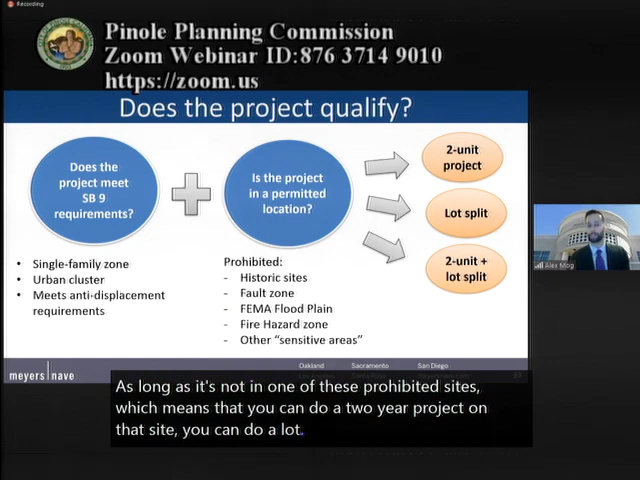 Recording
Pinole Planning Commission
Zoom Webinar ID:876 3714 9010
https://zoom.us
Does the project qualify?
Does the
project meet
SB 9
requirements?
Is the project
in a permitted
location?
2-unit
project
Lot split
2-unit +
lot split
• Single-family zone
• Urban cluster
• Meets anti-displacement
requirements
Prohibited:
- Historic sites
- Fault zone
- FEMA Flood Plain
- Fire Hazard zone
- Other “sensitive areas”
Alex Mog
meyers|nave
Oakland Sacramento San Diego
As long as it's not in one of these prohibited sites,
which means that you can do a two year project on
that site, you can do a lot.